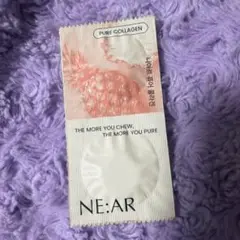 PURE COLLAGEN
THE MORE YOU CHEW,
THE MORE YOU PURE
NE:AR